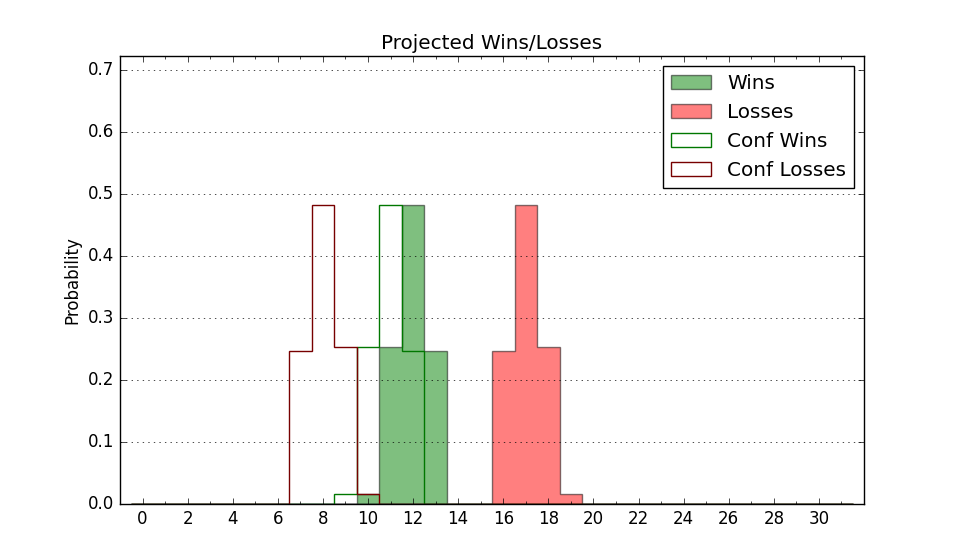 Projected Wins/Losses
0.7
0.6
0.5
0.4
0.3
0.2
0.1
0.0
Probability
Wins
Losses
Conf Wins
Conf Losses
0 2 4 6 8 10 12 14 16 18 20 22 24 26 28 30